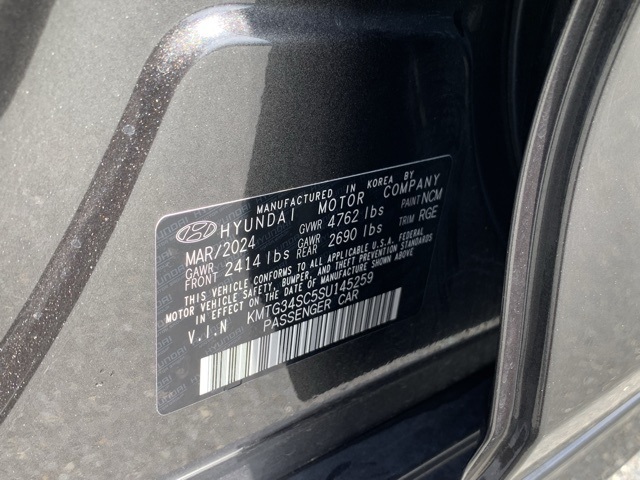 MANUFACTURED IN KOREA BY
HYUNDAI MOTOR COMPANY
MAR/2024 GVWR 4762 lbs PAINT NCM
GAWR FRONT 2414 lbs GAWR REAR 2690 lbs TRIM RGE
THIS VEHICLE CONFORMS TO ALL APPLICABLE U.S.A. FEDERAL
MOTOR VEHICLE SAFETY, BUMPER, AND THEFT PREVENTION STANDARDS
IN EFFECT ON THE DATE OF MANUFACTURE
V.I.N KMTG34SC5SU145259
PASSENGER CAR